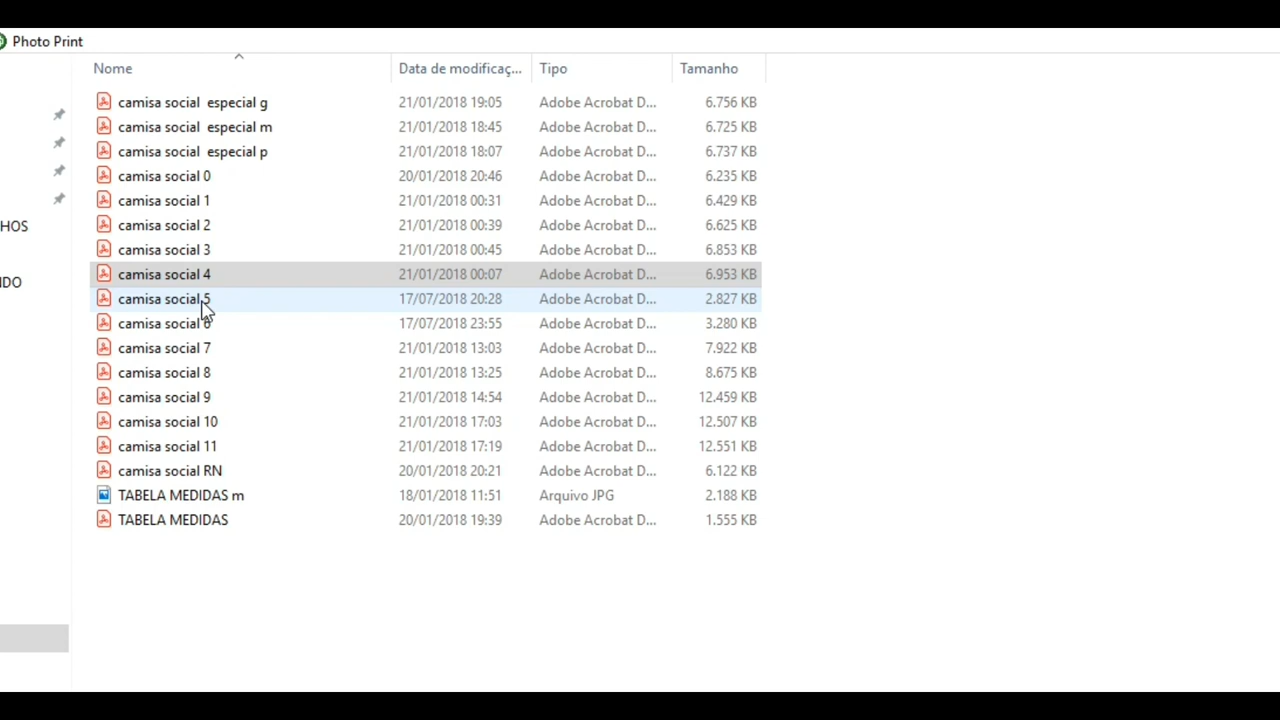 Photo Print
Nome Data de modificaç... Tipo Tamanho
camisa social  especial g 21/01/2018 19:05 Adobe Acrobat D... 6.756 KB
camisa social  especial m 21/01/2018 18:45 Adobe Acrobat D... 6.725 KB
camisa social  especial p 21/01/2018 18:07 Adobe Acrobat D... 6.737 KB
camisa social 0 20/01/2018 20:46 Adobe Acrobat D... 6.235 KB
camisa social 1 21/01/2018 00:31 Adobe Acrobat D... 6.429 KB
HOS camisa social 2 21/01/2018 00:39 Adobe Acrobat D... 6.625 KB
camisa social 3 21/01/2018 00:45 Adobe Acrobat D... 6.853 KB
NDO camisa social 4 21/01/2018 00:07 Adobe Acrobat D... 6.953 KB
camisa social 5 17/07/2018 20:28 Adobe Acrobat D... 2.827 KB
camisa social 6 17/07/2018 23:55 Adobe Acrobat D... 3.280 KB
camisa social 7 21/01/2018 13:03 Adobe Acrobat D... 7.922 KB
camisa social 8 21/01/2018 13:25 Adobe Acrobat D... 8.675 KB
camisa social 9 21/01/2018 14:54 Adobe Acrobat D... 12.459 KB
camisa social 10 21/01/2018 17:03 Adobe Acrobat D... 12.507 KB
camisa social 11 21/01/2018 17:19 Adobe Acrobat D... 12.551 KB
camisa social RN 20/01/2018 20:21 Adobe Acrobat D... 6.122 KB
TABELA MEDIDAS m 18/01/2018 11:51 Arquivo JPG 2.188 KB
TABELA MEDIDAS 20/01/2018 19:39 Adobe Acrobat D... 1.555 KB